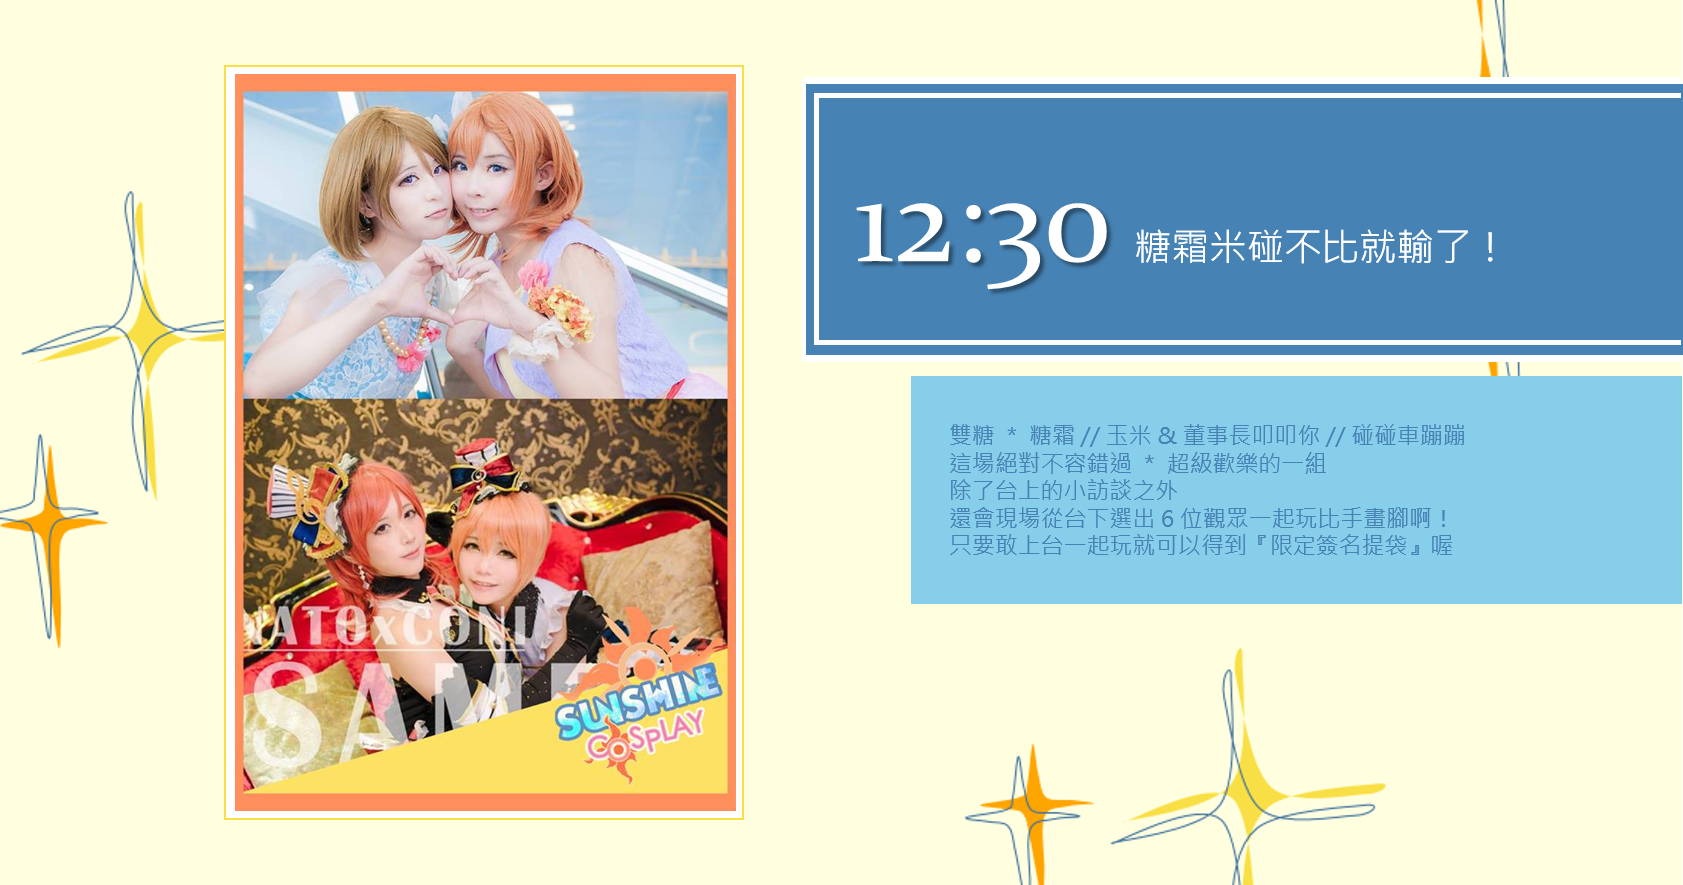 12:30 糖霜米碰不比就輸了！
雙糖 * 糖霜 // 玉米 & 董事長叩叩你 // 碰碰車蹦蹦
這場絕對不容錯過 * 超級歡樂的一組
除了台上的小訪談之外
還會現場從台下選出 6 位觀眾一起玩比手畫腳啊！
只要敢上台一起玩就可以得到『限定簽名提袋』喔
ATOxCONI
SAM
SUNSHINE
COSPLAY